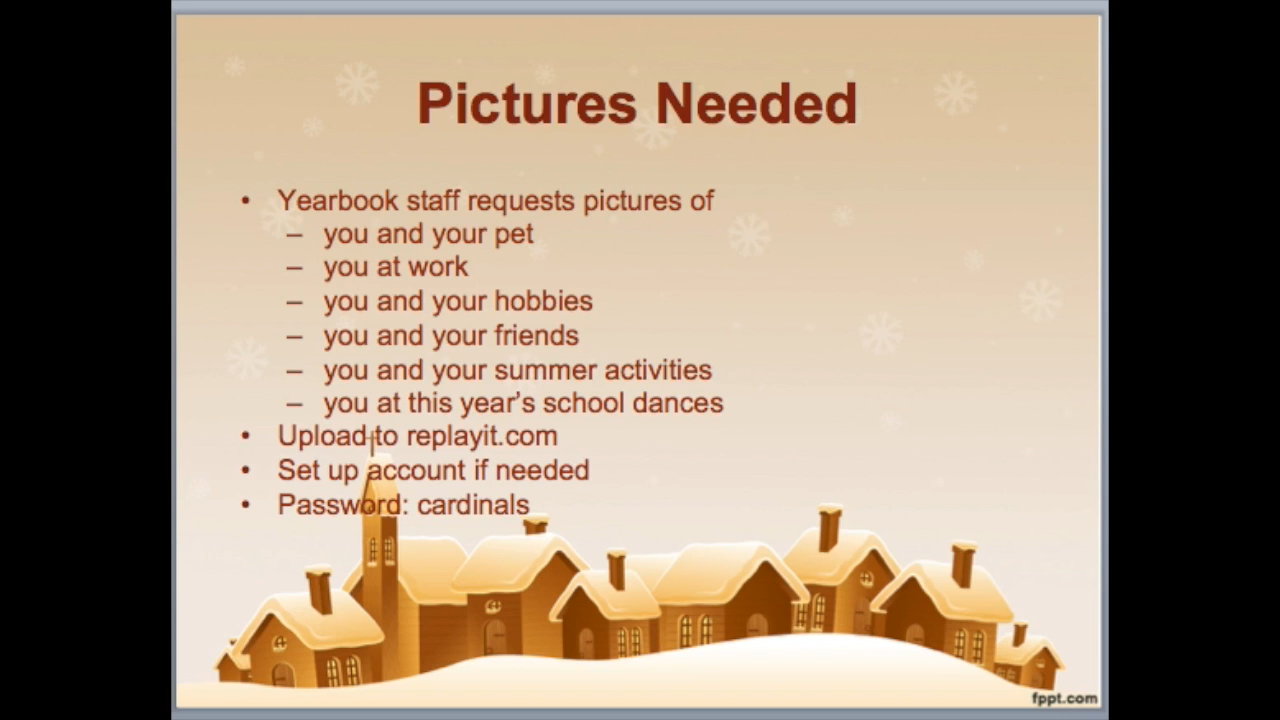 Pictures Needed
• Yearbook staff requests pictures of
– you and your pet
– you at work
– you and your hobbies
– you and your friends
– you and your summer activities
– you at this year’s school dances
• Upload to replayit.com
• Set up account if needed
• Password: cardinals
fppt.com